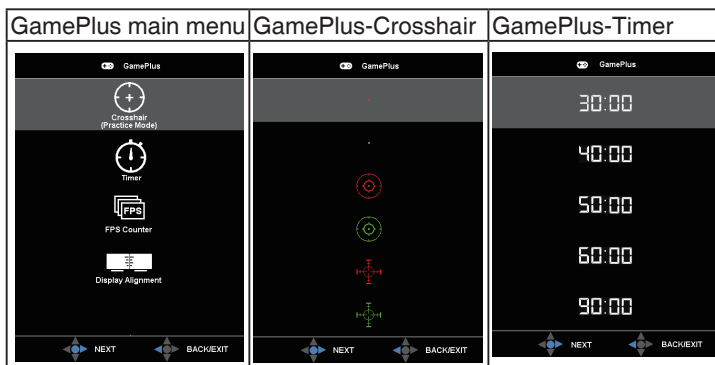 GamePlus main menu
GamePlus-Crosshair
GamePlus-Timer
GamePlus
Crosshair
(Practice Mode)
Timer
FPS
FPS Counter
Display Alignment
NEXT BACK/EXIT
GamePlus
NEXT BACK/EXIT
GamePlus
30:00
40:00
50:00
60:00
90:00
NEXT BACK/EXIT